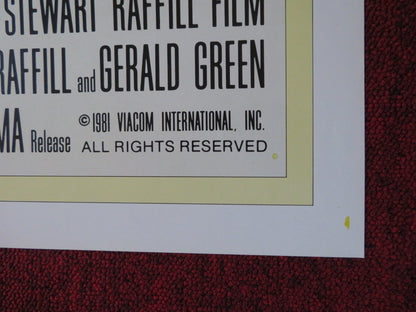 STEWART RAFFILL FILM
RAFFILL and GERALD GREEN
©1981 VIACOM INTERNATIONAL, INC.
MA Release ALL RIGHTS RESERVED
©